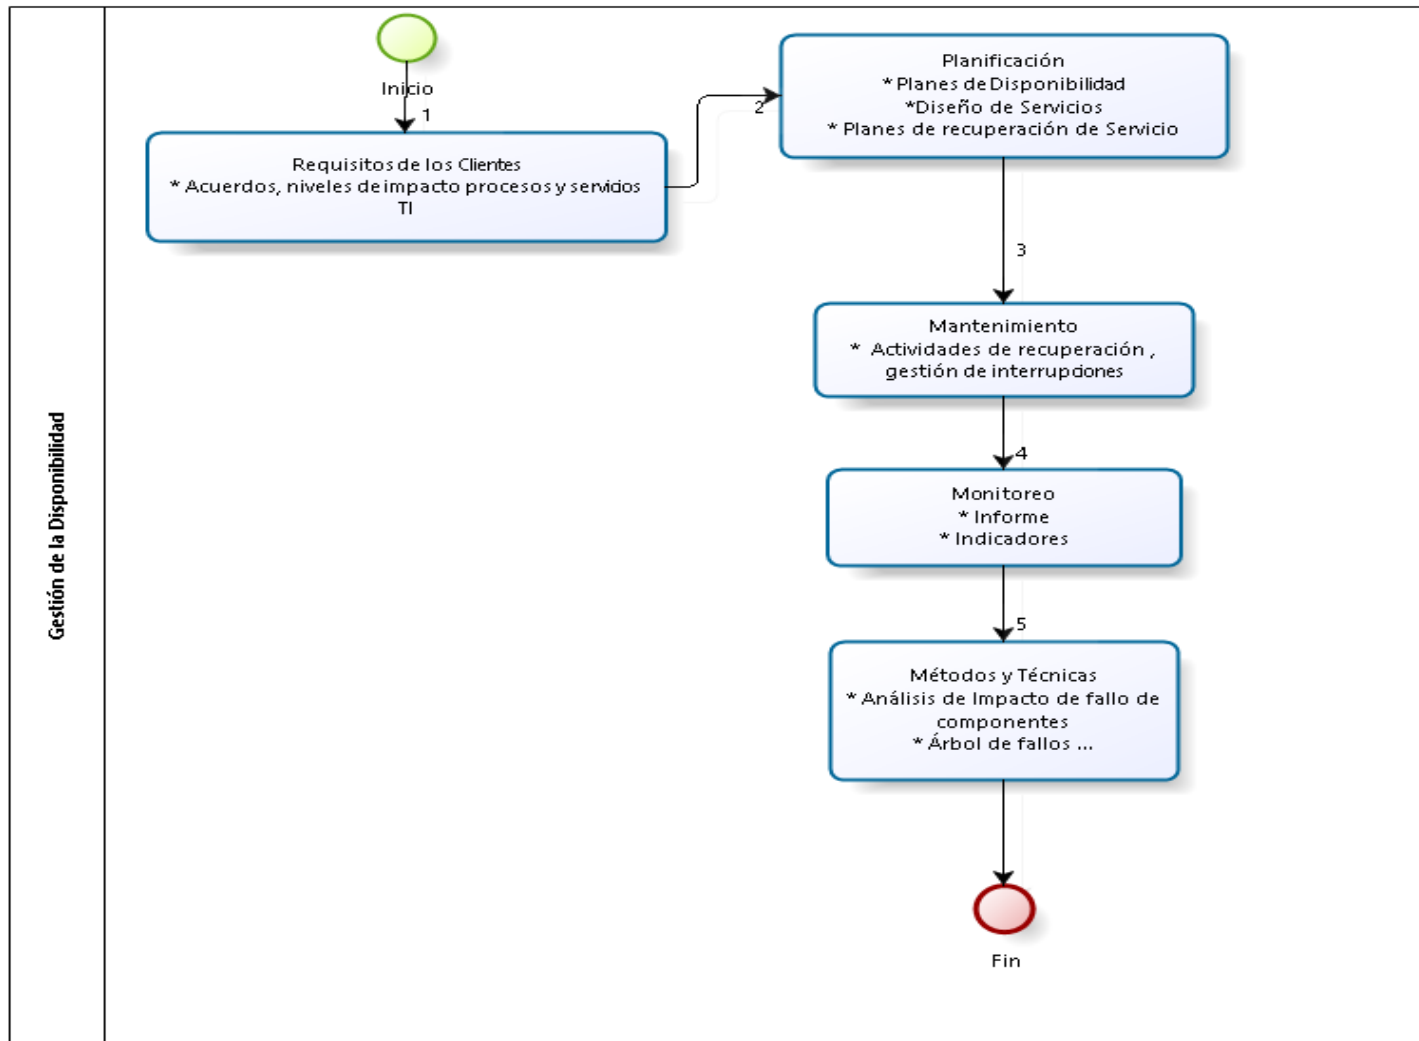 Gestión de la Disponibilidad
Inicio
1
Requisitos de los Clientes
* Acuerdos, niveles de impacto procesos y servicios
TI
2
Planificación
* Planes de Disponibilidad
*Diseño de Servicios
* Planes de recuperación de Servicio
3
Mantenimiento
* Actividades de recuperación ,
gestión de interrupciones
4
Monitoreo
* Informe
* Indicadores
5
Métodos y Técnicas
* Análisis de Impacto de fallo de
componentes
* Árbol de fallos ...
Fin